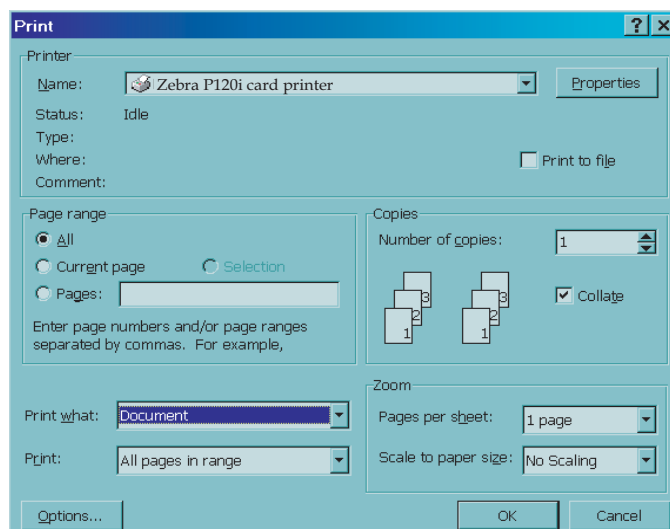 Print
Printer
Name: Zebra P120i card printer Properties
Status: Idle
Type:
Where: Print to file
Comment:
Page range
All
Current page Selection
Pages:
Enter page numbers and/or page ranges
separated by commas. For example,
Copies
Number of copies: 1
1 2 3 1 2 3 Collate
Print what: Document
Print: All pages in range
Zoom
Pages per sheet: 1 page
Scale to paper size: No Scaling
Options... OK Cancel